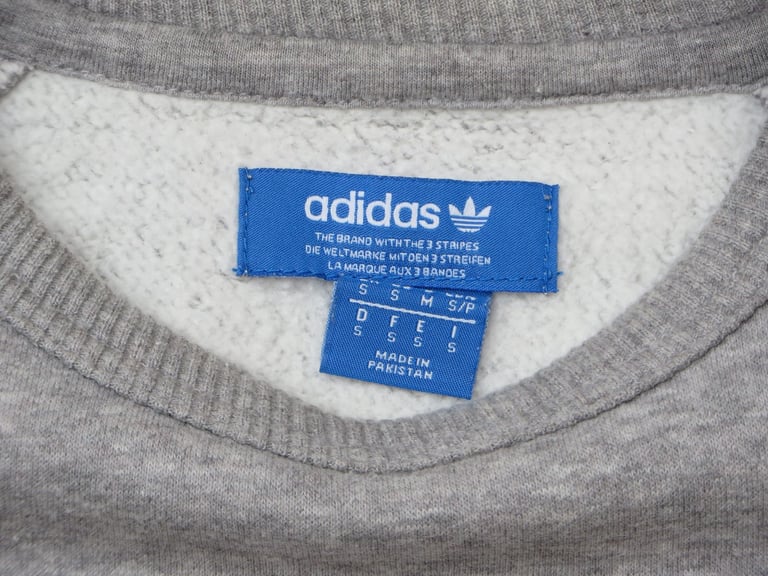 adidas
THE BRAND WITH THE 3 STRIPES
DIE WELTMARKE MIT DEN 3 STREIFEN
LA MARQUE AUX 3 BANDES
S S M S/P
D F E I
S S S S
MADE IN
PAKISTAN